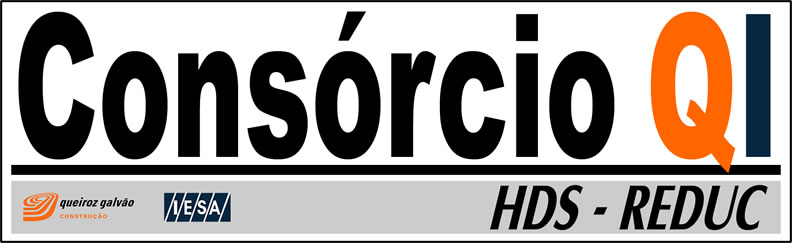 Consórcio QI
queiroz galvão
CONSTRUÇÃO
IESA
HDS - REDUC